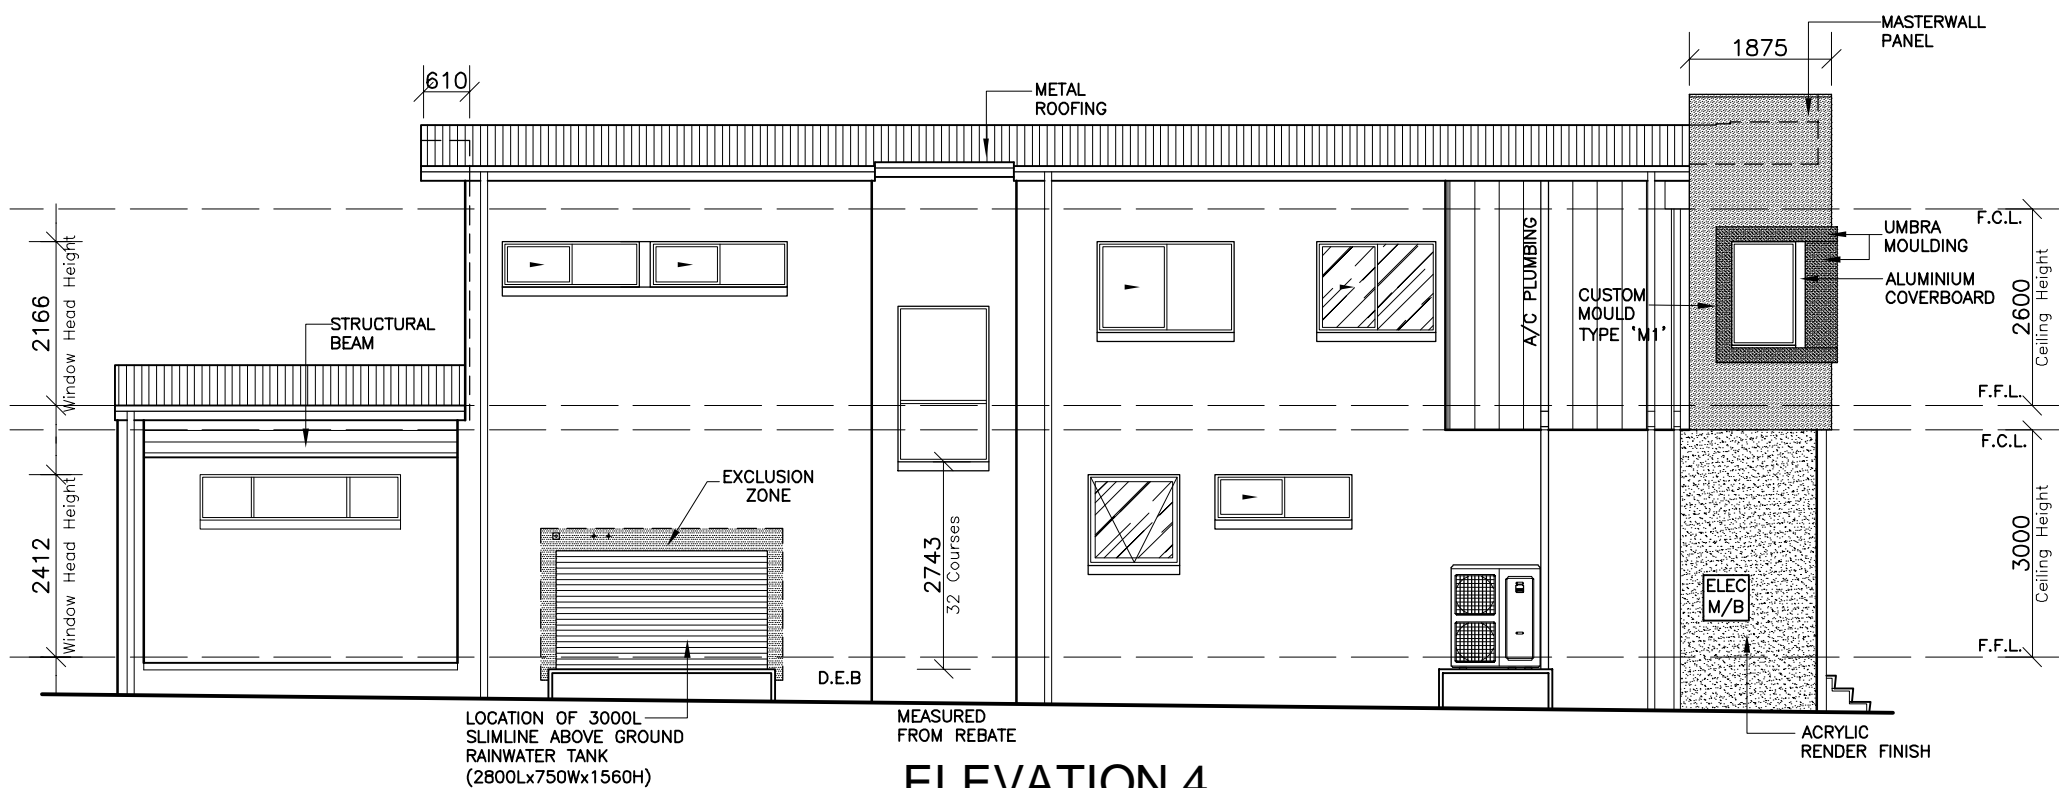 MASTERWALL
PANEL
1875
610
METAL
ROOFING
F.C.L.
UMBRA
MOULDING
ALUMINIUM
COVERBOARD
2600
Ceiling Height
F.F.L.
2166
Window Head Height
STRUCTURAL
BEAM
A/C PLUMBING
CUSTOM
MOULD
TYPE 'M1'
F.C.L.
3000
Ceiling Height
F.F.L.
2412
Window Head Height
EXCLUSION
ZONE
2743
32 Courses
ELEC
M/B
D.E.B
LOCATION OF 3000L
SLIMLINE ABOVE GROUND
RAINWATER TANK
(2800Lx750Wx1560H)
MEASURED
FROM REBATE
ACRYLIC
RENDER FINISH
ELEVATION 4